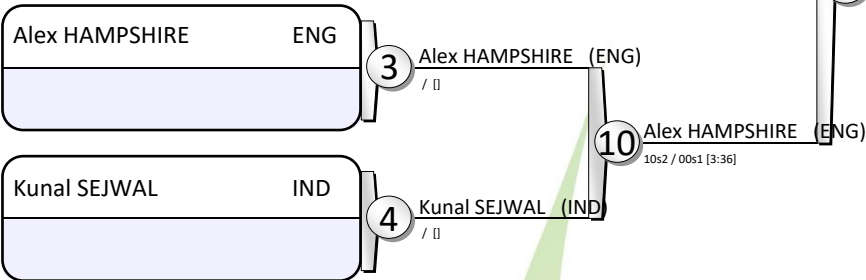 Alex HAMPSHIRE ENG
3
Alex HAMPSHIRE (ENG)
/ []
10
Alex HAMPSHIRE (ENG)
10s2 / 00s1 [3:36]
Kunal SEJWAL IND
4
Kunal SEJWAL (IND)
/ []